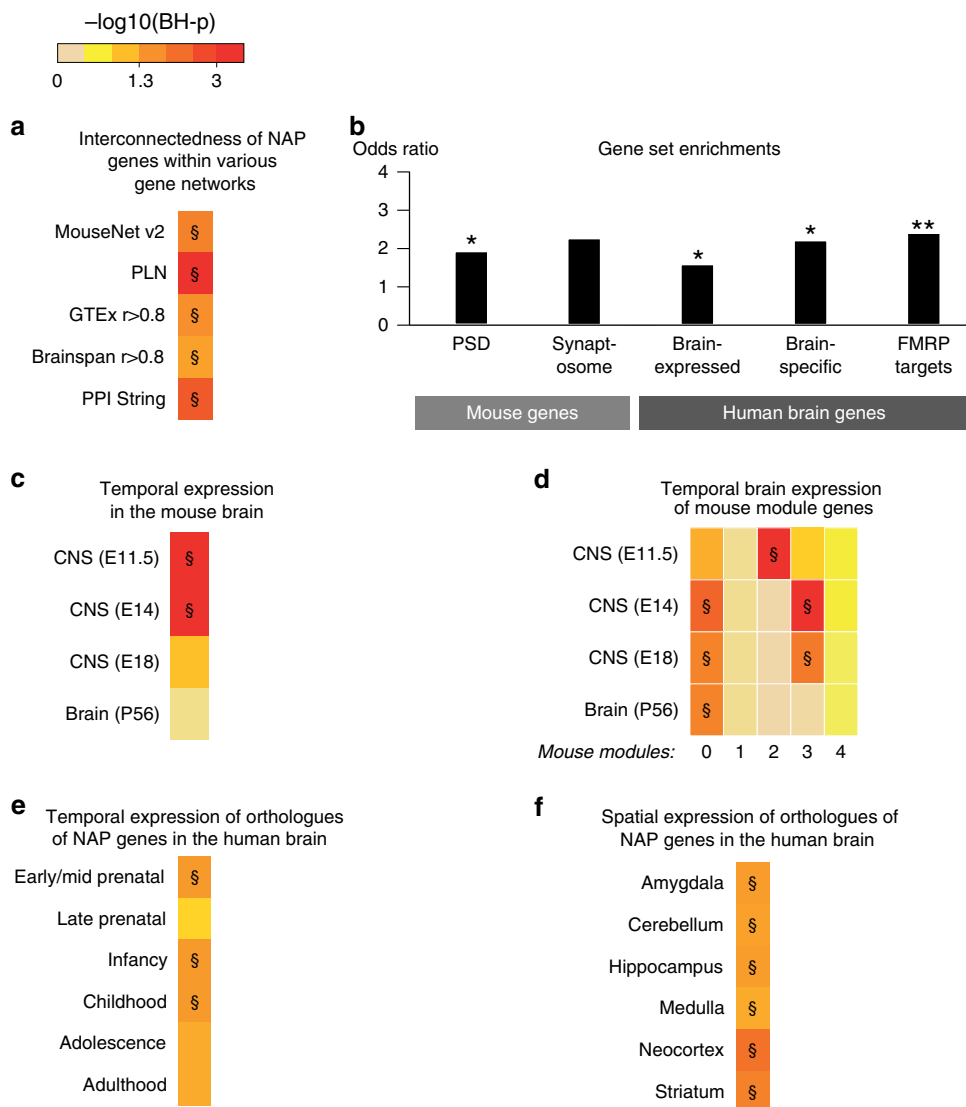 –log10(BH-p)
0 1.3 3
a
Interconnectedness of NAP
genes within various
gene networks
MouseNet v2 §
PLN §
GTEx r>0.8 §
Brainspan r>0.8 §
PPI String §
b
Odds ratio
Gene set enrichments
4
3
2
1
0
* * * **
PSD
Synapt-
osome
Brain-
expressed
Brain-
specific
FMRP
targets
Mouse genes
Human brain genes
c
Temporal expression
in the mouse brain
CNS (E11.5) §
CNS (E14) §
CNS (E18)
Brain (P56)
d
Temporal brain expression
of mouse module genes
CNS (E11.5) §
CNS (E14) § §
CNS (E18) § §
Brain (P56) §
Mouse modules: 0 1 2 3 4
e
Temporal expression of orthologues
of NAP genes in the human brain
Early/mid prenatal §
Late prenatal
Infancy §
Childhood §
Adolescence
Adulthood
f
Spatial expression of orthologues of
NAP genes in the human brain
Amygdala §
Cerebellum §
Hippocampus §
Medulla §
Neocortex §
Striatum §